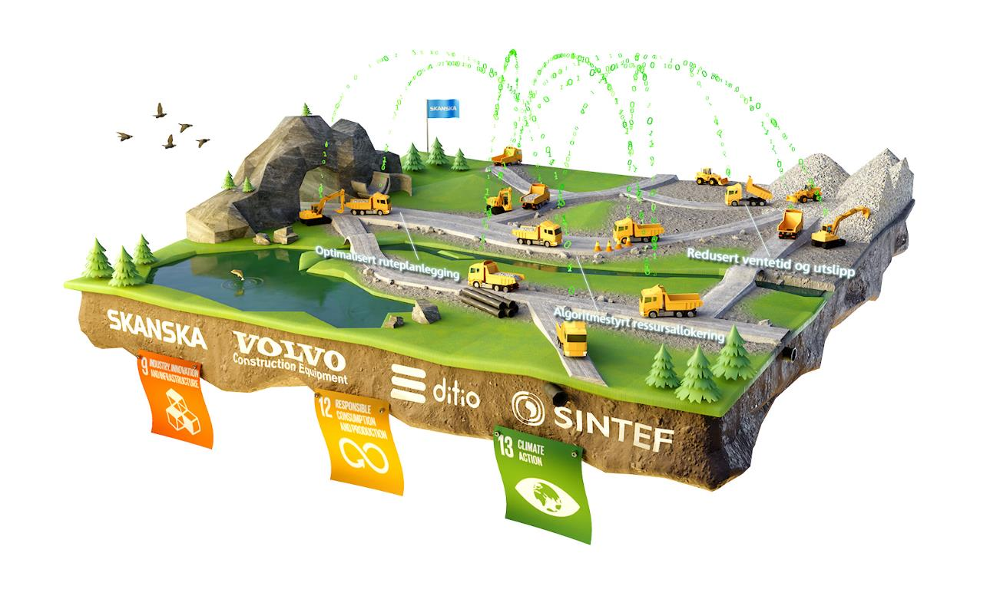 SKANSKA
Optimalisert ruteplanlegging
Redusert ventetid og utslipp
Algoritmestyrt ressursallokering
SKANSKA
VOLVO
Construction Equipment
ditio
SINTEF
9 INDUSTRY, INNOVATION
AND INFRASTRUCTURE
12 RESPONSIBLE
CONSUMPTION
AND PRODUCTION
13 CLIMATE
ACTION